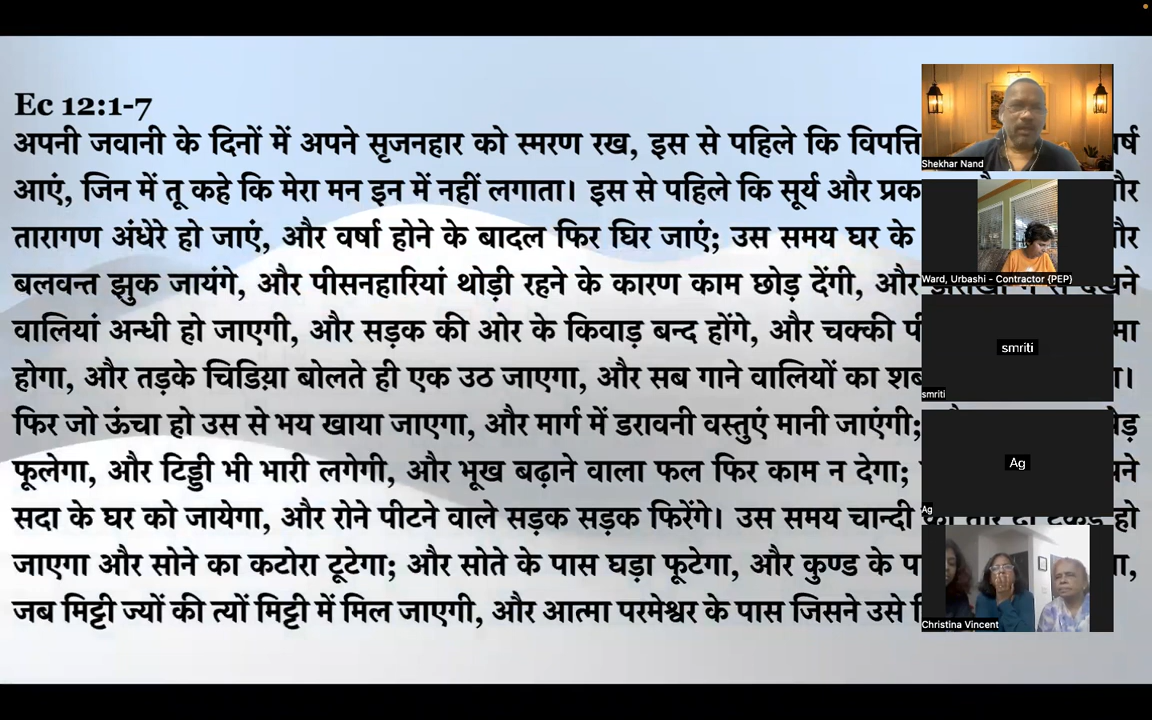 Ec 12:1-7
अपनी जवानी के दिनों में अपने सृजनहार को स्मरण रख, इस से पहिले कि विपत्ति
आएं, जिन में तू कहे कि मेरा मन इन में नहीं लगाता। इस से पहिले कि सूर्य और
तारागण अंधेरे हो जाएं, और वर्षा होने के बादल फिर घिर जाएं; उस समय घर के
बलवन्त झुक जायंगे, और पीसनहारियां थोड़ी रहने के कारण काम छोड़ देंगी, और
वालियां अन्धी हो जाएगी, और सड़क की ओर के किवाड़ बन्द होंगे, और चक्की
होगा, और तड़के चिडिय़ा बोलते ही एक उठ जाएगा, और सब गाने वालियों का
फिर जो ऊंचा हो उस से भय खाया जाएगा, और मार्ग में डरावनी वस्तुएं मानी जाएंगी;
फूलेगा, और टिड्डी भी भारी लगेगी, और भूख बढ़ाने वाला फल फिर काम न देगा;
सदा के घर को जायेगा, और रोने पीटने वाले सड़क सड़क फिरेंगे। उस समय चान्दी का तार दो टुकड़े हो
जाएगा और सोने का कटोरा टूटेगा; और सोते के पास घड़ा फूटेगा, और कुण्ड के
जब मिट्टी ज्यों की त्यों मिट्टी में मिल जाएगी, और आत्मा परमेश्वर के पास जिसने उसे
Shekhar Nand
Ward, Urbashi - Contractor {PEP}
smriti
smriti
Ag
Ag
Christina Vincent